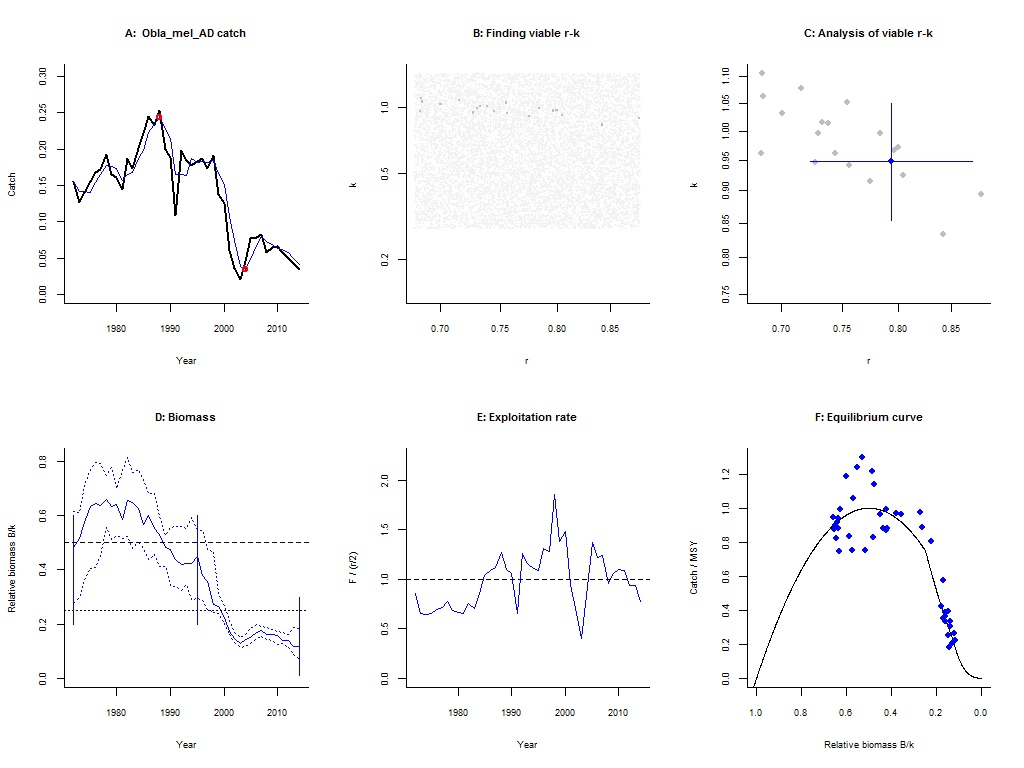 A: Obla_mel_AD catch
Catch
0.00 0.05 0.10 0.15 0.20 0.25 0.30
1980 1990 2000 2010
Year
B: Finding viable r-k
k
0.2 0.5 1.0
0.70 0.75 0.80 0.85
r
C: Analysis of viable r-k
k
0.75 0.80 0.85 0.90 0.95 1.00 1.05 1.10
0.70 0.75 0.80 0.85
r
D: Biomass
Relative biomass B/k
0.0 0.2 0.4 0.6 0.8
1980 1990 2000 2010
Year
E: Exploitation rate
F / (r/2)
0.0 0.5 1.0 1.5 2.0
1980 1990 2000 2010
Year
F: Equilibrium curve
Catch / MSY
0.0 0.2 0.4 0.6 0.8 1.0 1.2
1.0 0.8 0.6 0.4 0.2 0.0
Relative biomass B/k